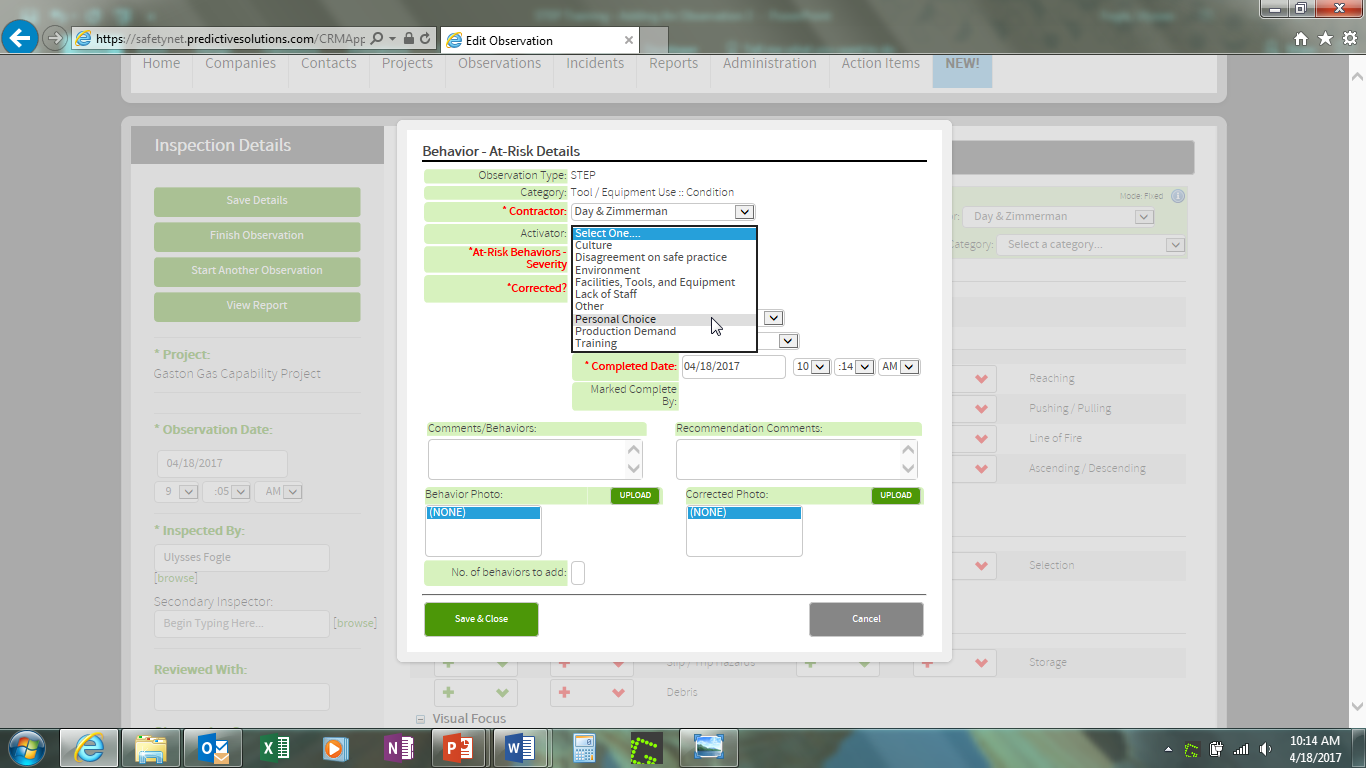 https://safetynet.predictivesolutions.com/CRMApp
Edit Observation
Home Companies Contacts Projects Observations Incidents Reports Administration Action Items NEW!
Inspection Details
Save Details
Finish Observation
Start Another Observation
View Report
* Project:
Gaston Gas Capability Project
* Observation Date:
04/18/2017
9 :05 AM
* Inspected By:
Ulysses Fogle
[browse]
Secondary Inspector:
Begin Typing Here... [browse]
Reviewed With:
Behavior - At-Risk Details
Observation Type: STEP
Category: Tool / Equipment Use :: Condition
* Contractor: Day & Zimmerman
Activator:
Select One....
Culture
Disagreement on safe practice
Environment
Facilities, Tools, and Equipment
Lack of Staff
Other
Personal Choice
Production Demand
Training
*At-Risk Behaviors -
Severity
*Corrected?
* Completed Date: 04/18/2017 10 :14 AM
Marked Complete
By:
Comments/Behaviors: Recommendation Comments:
Behavior Photo: UPLOAD Corrected Photo: UPLOAD
(NONE) (NONE)
No. of behaviors to add:
Save & Close Cancel
Mode: Fixed
Day & Zimmerman
Category: Select a category...
Reaching
Pushing / Pulling
Line of Fire
Ascending / Descending
Selection
Slip / Trip Hazards Storage
Debris
Visual Focus
10:14 AM
4/18/2017